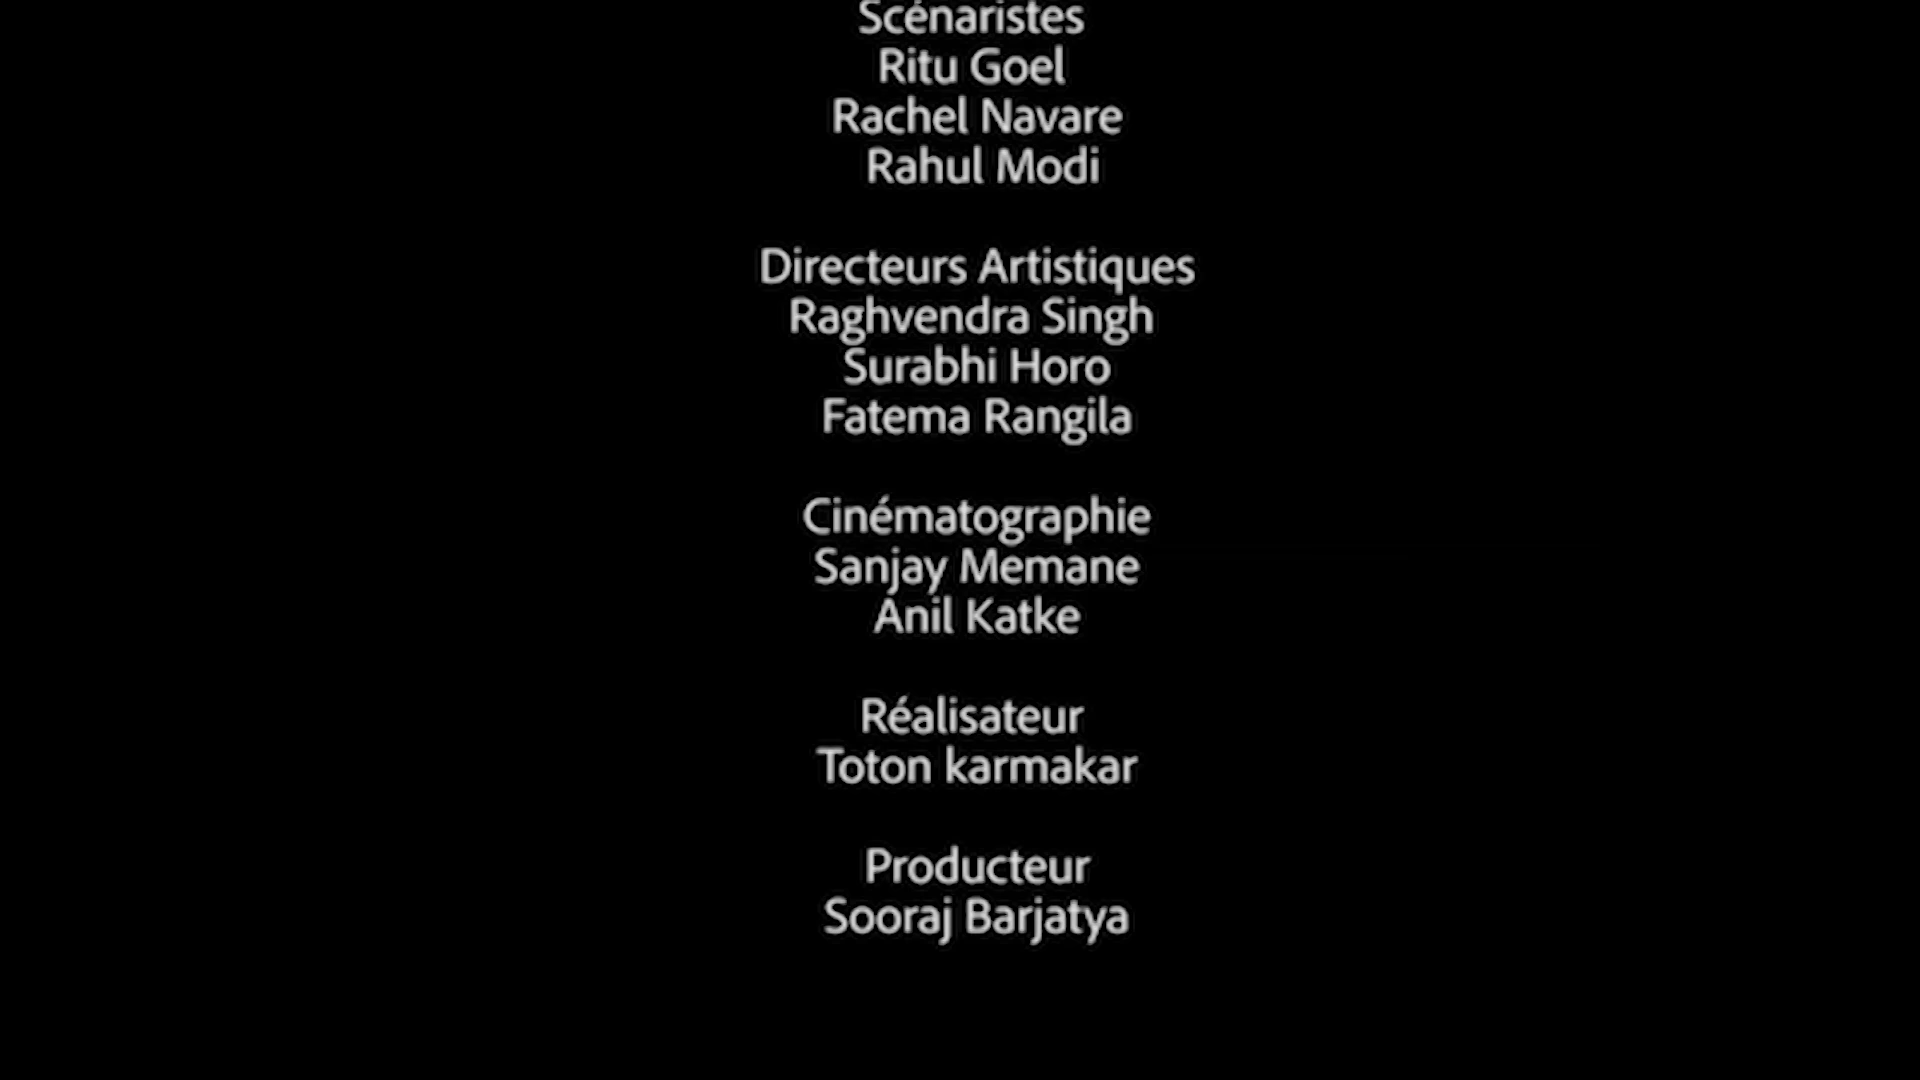 Scénaristes
Ritu Goel
Rachel Navare
Rahul Modi
Directeurs Artistiques
Raghvendra Singh
Surabhi Horo
Fatema Rangila
Cinématographie
Sanjay Memane
Anil Katke
Réalisateur
Toton karmakar
Producteur
Sooraj Barjatya